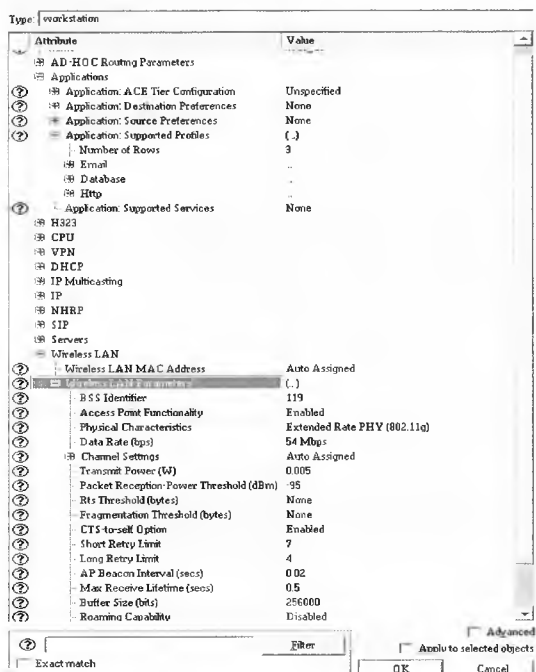 Type: workstation
Attribute Value
AD-HOC Routing Parameters
Applications
Application: ACE Tier Configuration Unspecified
Application: Destination Preferences None
Application: Source Preferences None
Application: Supported Profiles (..)
Number of Rows 3
Email ..
Database ..
Http ..
Application: Supported Services None
H323
CPU
VPN
DHCP
IP Multicasting
IP
NHRP
SIP
Servers
Wireless LAN
Wireless LAN MAC Address Auto Assigned
Wireless LAN Parameters (..)
BSS Identifier 119
Access Point Functionality Enabled
Physical Characteristics Extended Rate PHY (802.11g)
Data Rate (bps) 54 Mbps
Channel Settings Auto Assigned
Transmit Power (W) 0.005
Packet Reception-Power Threshold (dBm) -95
Rts Threshold (bytes) None
Fragmentation Threshold (bytes) None
CTS-to-self Option Enabled
Short Retry Limit 7
Long Retry Limit 4
AP Beacon Interval (secs) 0.02
Max Receive Lifetime (secs) 0.5
Buffer Size (bits) 256000
Roaming Capability Disabled
Advanced
Filter Apply to selected objects
Exact match OK Cancel